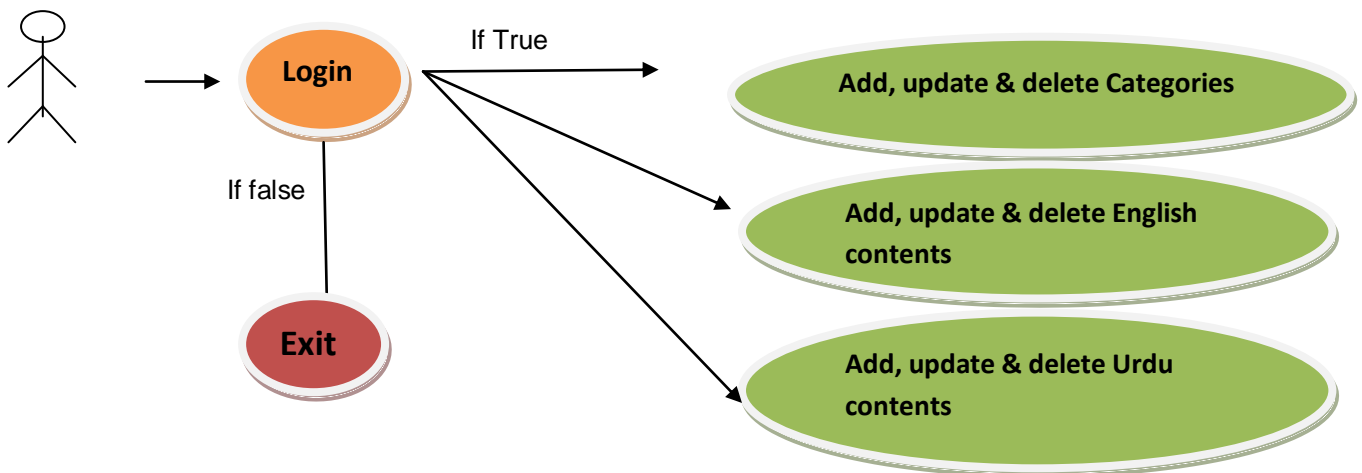 If True
Login
Add, update & delete Categories
If false
Add, update & delete English
contents
Exit
Add, update & delete Urdu
contents